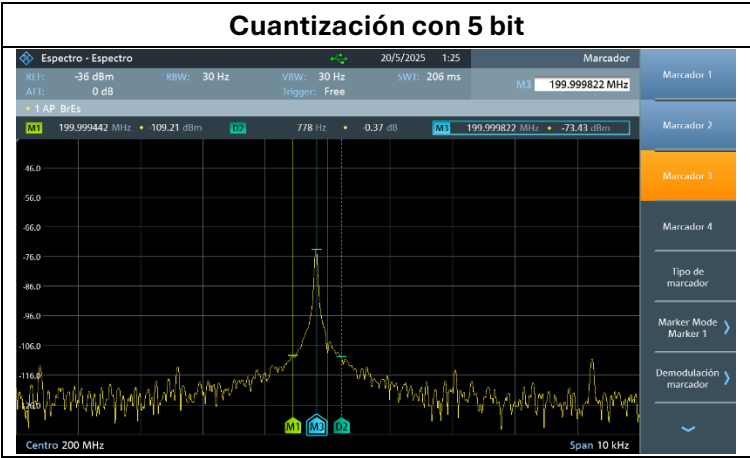 Cuantización con 5 bit
Espectro - Espectro 20/5/2025 1:25 Marcador
REF: -36 dBm *RBW: 30 Hz VBW: 30 Hz SWT: 206 ms
ATT: 0 dB Trigger: Free M3 199.999822 MHz
• 1 AP BrEs
M1 199.999442 MHz • -109.21 dBm D2 778 Hz • -0.37 dB M3 199.999822 MHz • -73.43 dBm
-46.0
-56.0
-66.0
-76.0
-86.0
-96.0
-106.0
-116.0
M1 M3 D2
Centro 200 MHz Span 10 kHz
Marcador 1
Marcador 2
Marcador 3
Marcador 4
Tipo de
marcador
Marker Mode
Marker 1
Demodulación
marcador